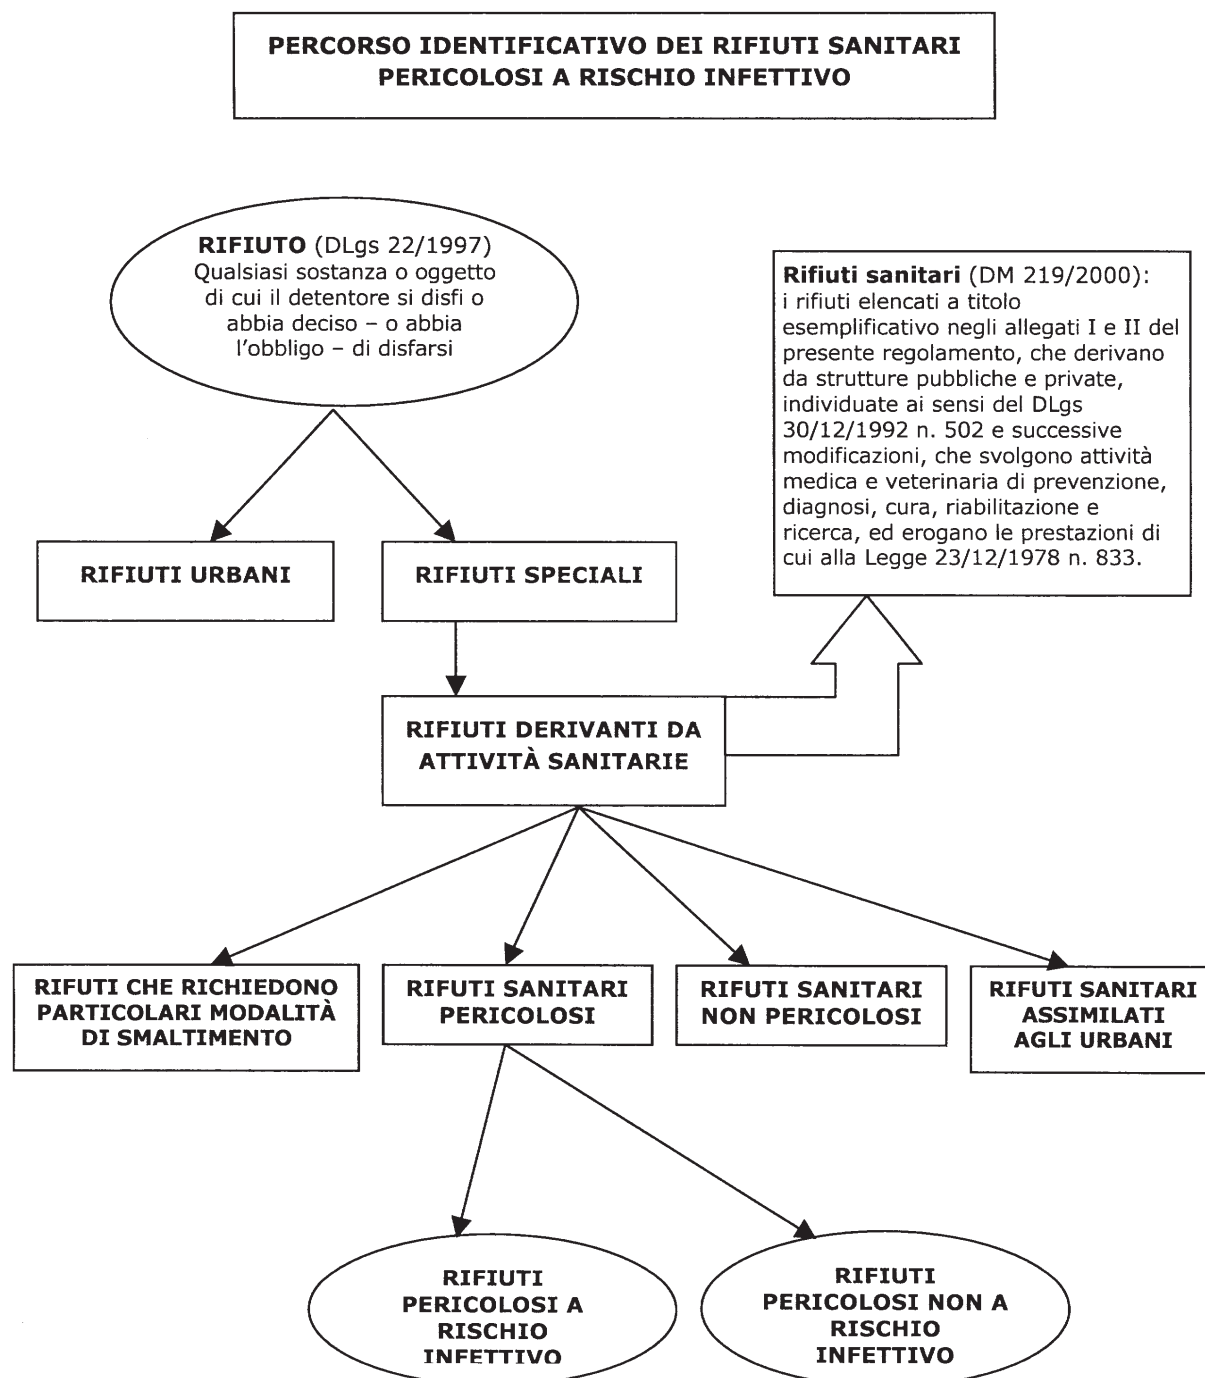 PERCORSO IDENTIFICATIVO DEI RIFIUTI SANITARI
PERICOLOSI A RISCHIO INFETTIVO
RIFIUTO (DLgs 22/1997)
Qualsiasi sostanza o oggetto
di cui il detentore si disfi o
abbia deciso – o abbia
l'obbligo – di disfarsi
Rifiuti sanitari (DM 219/2000):
i rifiuti elencati a titolo
esemplificativo negli allegati I e II del
presente regolamento, che derivano
da strutture pubbliche e private,
individuate ai sensi del DLgs
30/12/1992 n. 502 e successive
modificazioni, che svolgono attività
medica e veterinaria di prevenzione,
diagnosi, cura, riabilitazione e
ricerca, ed erogano le prestazioni di
cui alla Legge 23/12/1978 n. 833.
RIFIUTI URBANI
RIFIUTI SPECIALI
RIFIUTI DERIVANTI DA
ATTIVITÀ SANITARIE
RIFUTI CHE RICHIEDONO
PARTICOLARI MODALITÀ
DI SMALTIMENTO
RIFUTI SANITARI
PERICOLOSI
RIFUTI SANITARI
NON PERICOLOSI
RIFUTI SANITARI
ASSIMILATI
AGLI URBANI
RIFIUTI
PERICOLOSI A
RISCHIO
INFETTIVO
RIFIUTI
PERICOLOSI NON A
RISCHIO
INFETTIVO